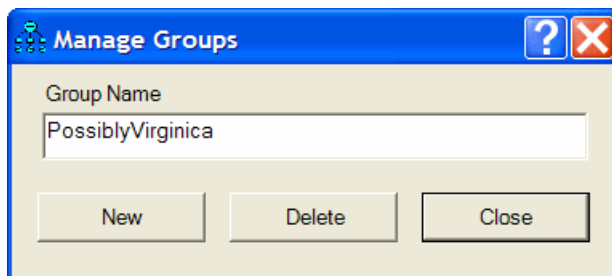 Manage Groups
?
Group Name
PossiblyVirginica
New Delete Close